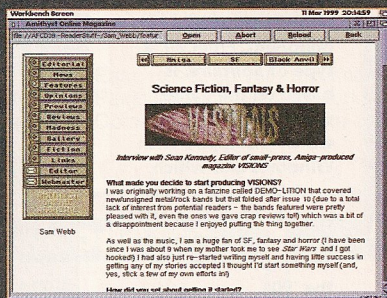 Workbench Screen
11 Mar 1999 20:14:59
Amethyst Online Magazine
Open
Abort
Reload
Back
Editorial
News
Features
Opinions
Previews
Reviews
Madness
Gallery
Fiction
Links
Editor
Webmaster
Sam Webb
Amiga
SF
Black Anvil
Science Fiction, Fantasy & Horror
VISIONS
Interview with Sean Kennedy, Editor of small-press, Amiga-produced
magazine VISIONS
What made you decide to start producing VISIONS?
I was originally working on a fanzine called DEMO-LITION that covered
new/unsigned metal/rock bands but that folded after issue 10 (due to a total
lack of interest from potential readers – the bands featured were pretty
pleased with it, even the ones we gave crap reviews to!!) which was a bit of
a disappointment because I enjoyed putting the thing together.
As well as the music, I am a huge fan of SF, fantasy and horror (I have been
since I was about 9 when my mother took me to see Star Wars and I got
hooked!) I had also just re-started writing myself and having little success in
getting any of my stories accepted I thought I'd start something myself (and,
yes, stick a few of my own efforts in!)
How did you set about getting it started?